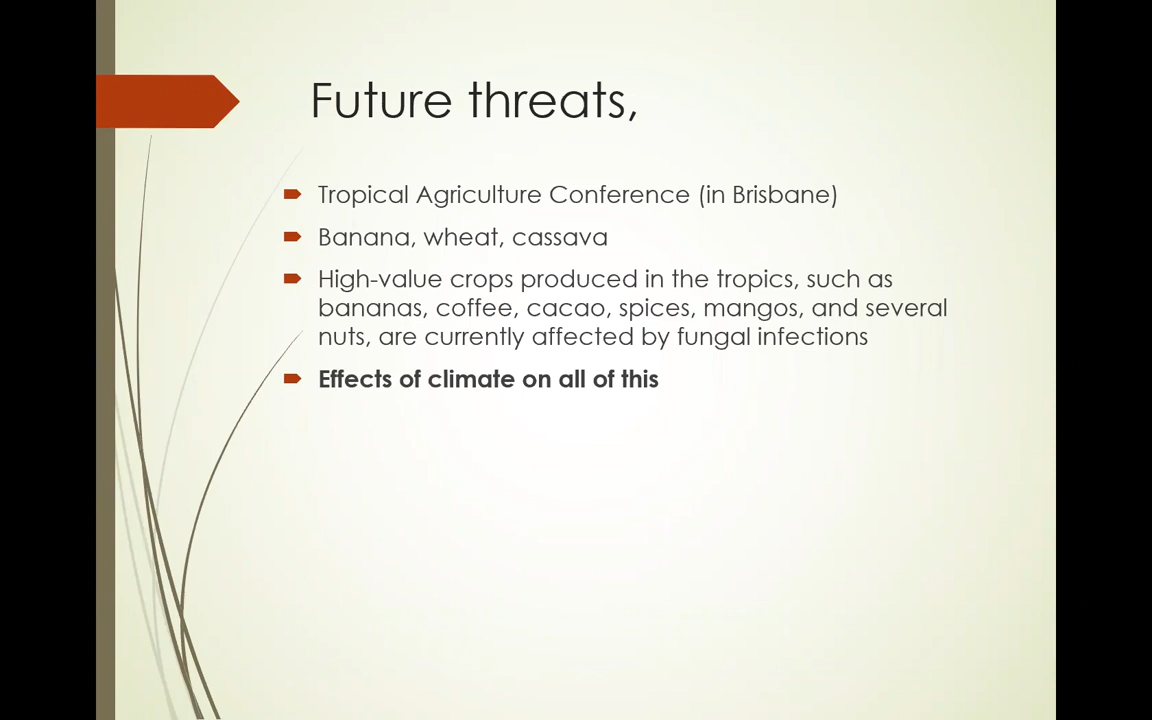 Future threats,
Tropical Agriculture Conference (in Brisbane)
Banana, wheat, cassava
High-value crops produced in the tropics, such as
bananas, coffee, cacao, spices, mangos, and several
nuts, are currently affected by fungal infections
Effects of climate on all of this